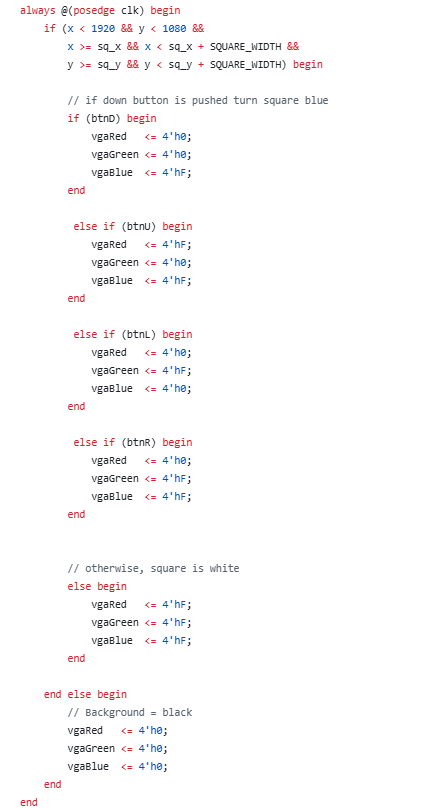 always @(posedge clk) begin
    if (x < 1920 && y < 1080 &&
        x >= sq_x && x < sq_x + SQUARE_WIDTH &&
        y >= sq_y && y < sq_y + SQUARE_WIDTH) begin

        // if down button is pushed turn square blue
        if (btnD) begin
            vgaRed   <= 4'h0;
            vgaGreen <= 4'h0;
            vgaBlue  <= 4'hF;
        end

         else if (btnU) begin
            vgaRed   <= 4'hF;
            vgaGreen <= 4'h0;
            vgaBlue  <= 4'hF;
        end

         else if (btnL) begin
            vgaRed   <= 4'h0;
            vgaGreen <= 4'hF;
            vgaBlue  <= 4'h0;
        end

         else if (btnR) begin
            vgaRed   <= 4'h0;
            vgaGreen <= 4'hF;
            vgaBlue  <= 4'hF;
        end


        // otherwise, square is white
        else begin
            vgaRed   <= 4'hF;
            vgaGreen <= 4'hF;
            vgaBlue  <= 4'hF;
        end

    end else begin
        // Background = black
        vgaRed   <= 4'h0;
        vgaGreen <= 4'h0;
        vgaBlue  <= 4'h0;
    end
end